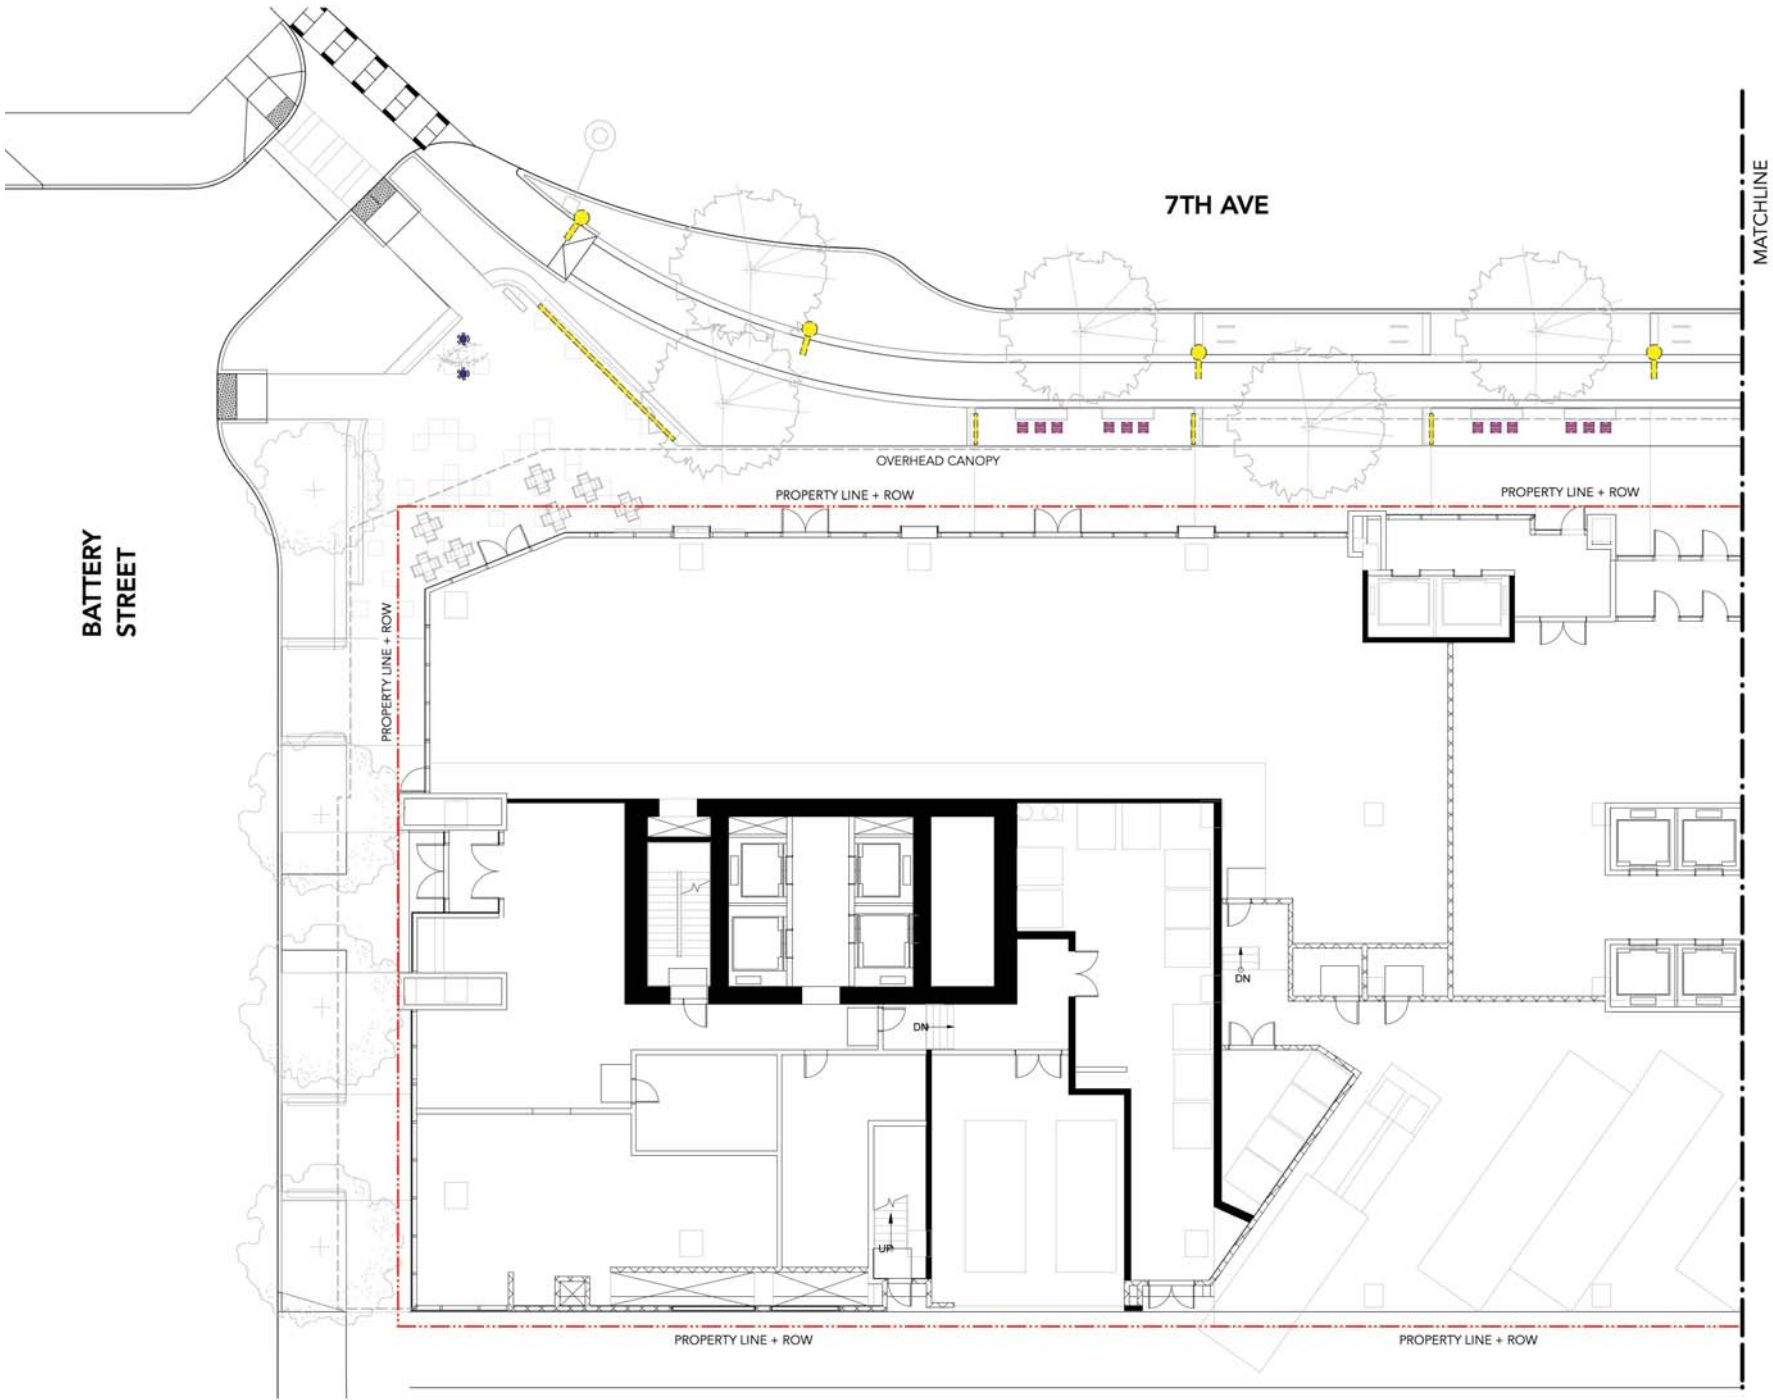 7TH AVE
MATCHLINE
OVERHEAD CANOPY
PROPERTY LINE + ROW
PROPERTY LINE + ROW
BATTERY
STREET
PROPERTY LINE + ROW
DN
DN
UP
PROPERTY LINE + ROW
PROPERTY LINE + ROW